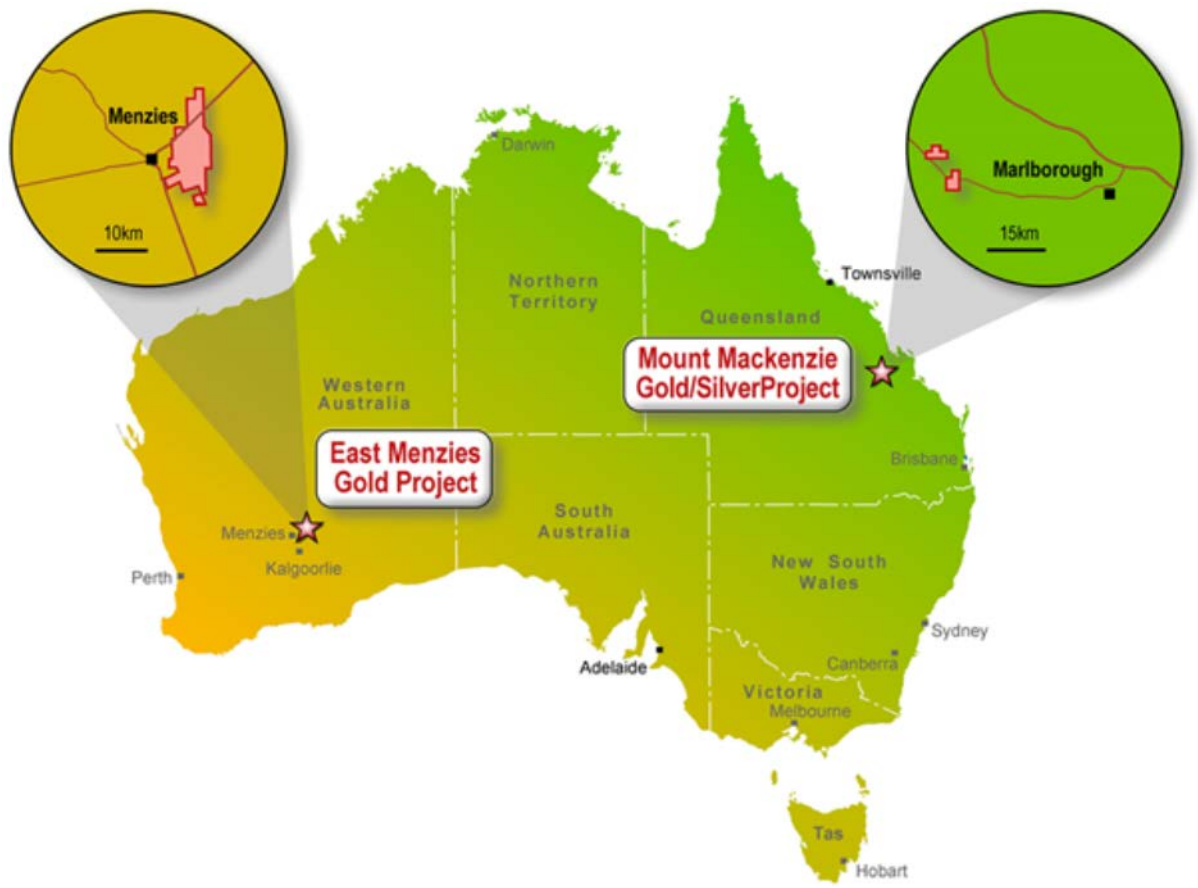 Menzies
10km
Marlborough
15km
Darwin
Townsville
Northern
Territory
Queensland
Mount Mackenzie
Gold/SilverProject
Western
Australia
East Menzies
Gold Project
Brisbane
South
Australia
Menzies
Kalgoorlie
Perth
New South
Wales
Sydney
Canberra
Adelaide
Victoria
Melbourne
Tas
Hobart